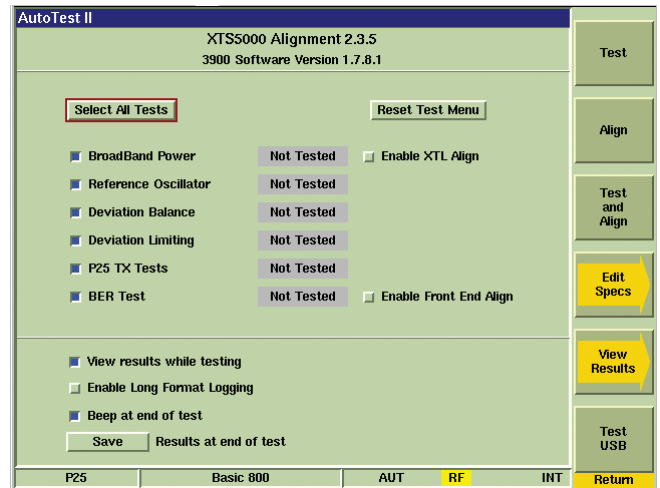 AutoTest II
XTS5000 Alignment 2.3.5
3900 Software Version 1.7.8.1
Select All Tests
Reset Test Menu
BroadBand Power Not Tested Enable XTL Align
Reference Oscillator Not Tested
Deviation Balance Not Tested
Deviation Limiting Not Tested
P25 TX Tests Not Tested
BER Test Not Tested Enable Front End Align
View results while testing
Enable Long Format Logging
Beep at end of test
Save Results at end of test
P25 Basic 800 AUT RF INT
Test
Align
Test
and
Align
Edit
Specs
View
Results
Test
USB
Return